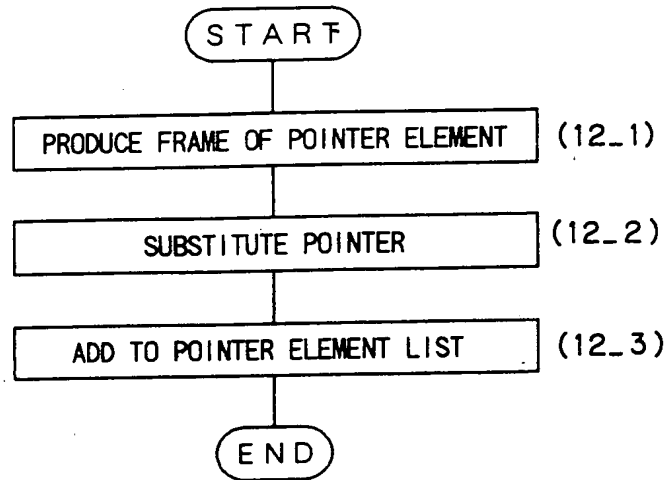 START
PRODUCE FRAME OF POINTER ELEMENT (12_1)
SUBSTITUTE POINTER (12_2)
ADD TO POINTER ELEMENT LIST (12_3)
END